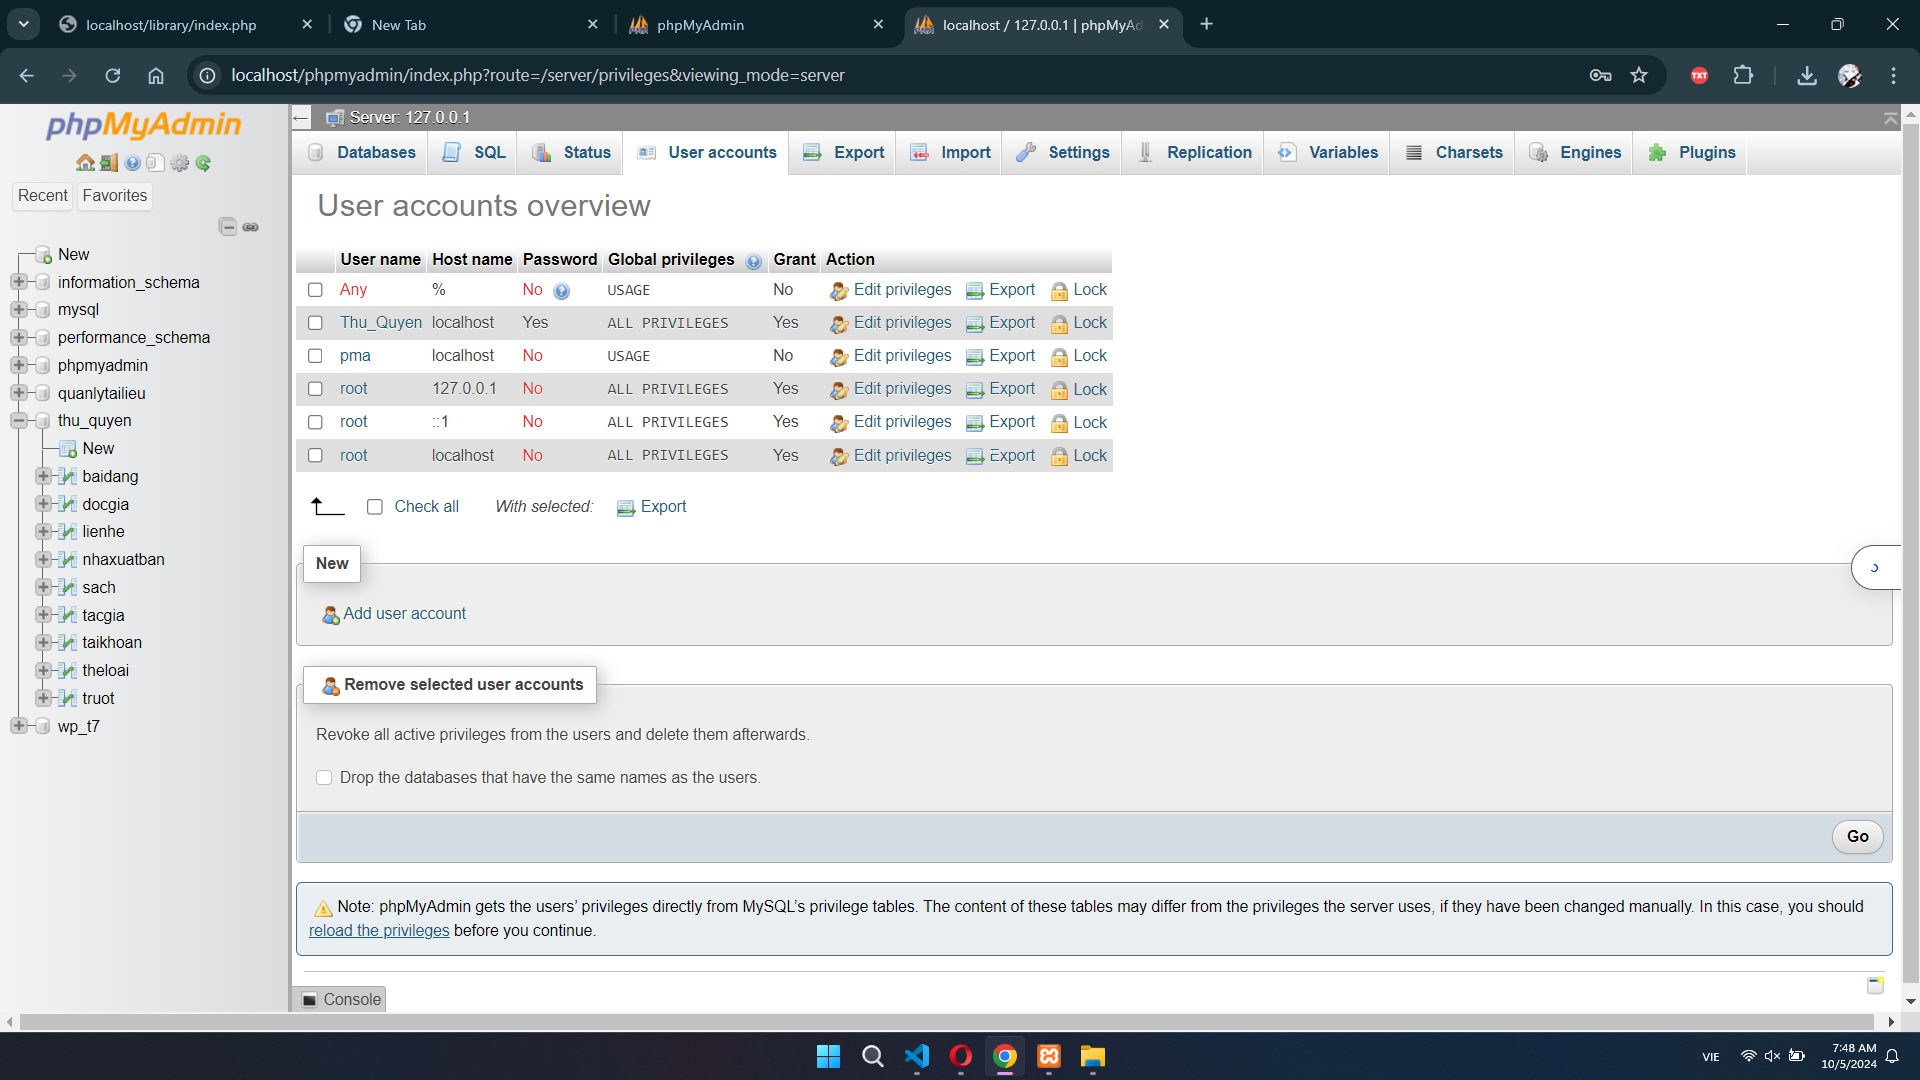 localhost/library/index.php
New Tab
phpMyAdmin
localhost / 127.0.0.1 | phpMyAd
localhost/phpmyadmin/index.php?route=/server/privileges&viewing_mode=server
TXT
phpMyAdmin
Recent Favorites
New
information_schema
mysql
performance_schema
phpmyadmin
quanlytailieu
thu_quyen
New
baidang
docgia
lienhe
nhaxuatban
sach
tacgia
taikhoan
theloai
truot
wp_t7
Server: 127.0.0.1
Databases SQL Status User accounts Export Import Settings Replication Variables Charsets Engines Plugins
User accounts overview
User name Host name Password Global privileges Grant Action
Any % No USAGE No Edit privileges Export Lock
Thu_Quyen localhost Yes ALL PRIVILEGES Yes Edit privileges Export Lock
pma localhost No USAGE No Edit privileges Export Lock
root 127.0.0.1 No ALL PRIVILEGES Yes Edit privileges Export Lock
root ::1 No ALL PRIVILEGES Yes Edit privileges Export Lock
root localhost No ALL PRIVILEGES Yes Edit privileges Export Lock
Check all With selected: Export
New
Add user account
Remove selected user accounts
Revoke all active privileges from the users and delete them afterwards.
Drop the databases that have the same names as the users.
Go
Note: phpMyAdmin gets the users’ privileges directly from MySQL’s privilege tables. The content of these tables may differ from the privileges the server uses, if they have been changed manually. In this case, you should
reload the privileges before you continue.
Console
VIE
7:48 AM
10/5/2024